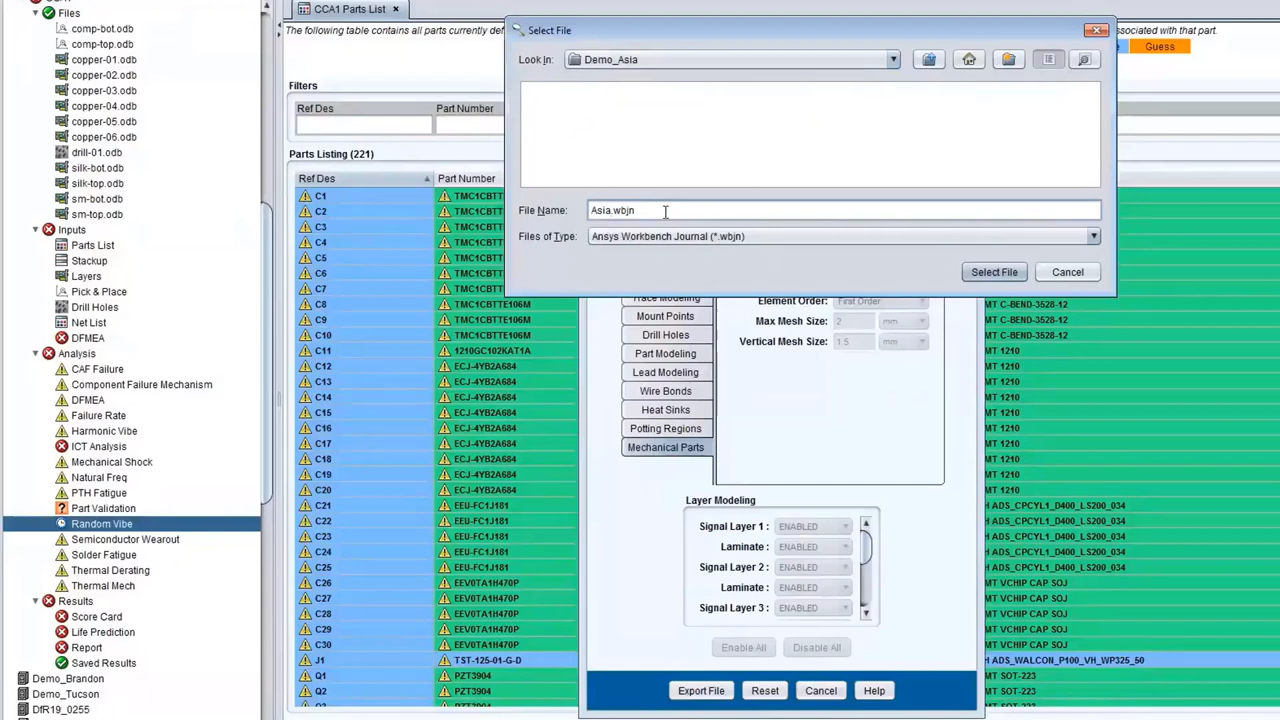 Files
comp-bot.odb
comp-top.odb
copper-01.odb
copper-02.odb
copper-03.odb
copper-04.odb
copper-05.odb
copper-06.odb
drill-01.odb
silk-bot.odb
silk-top.odb
sm-bot.odb
sm-top.odb
Inputs
Parts List
Stackup
Layers
Pick & Place
Drill Holes
Net List
DFMEA
Analysis
CAF Failure
Component Failure Mechanism
DFMEA
Failure Rate
Harmonic Vibe
ICT Analysis
Mechanical Shock
Natural Freq
PTH Fatigue
Part Validation
Random Vibe
Semiconductor Wearout
Solder Fatigue
Thermal Derating
Thermal Mech
Results
Score Card
Life Prediction
Report
Saved Results
Demo_Brandon
Demo_Tucson
DfR19_0255
CCA1 Parts List
The following table contains all parts currently def
associated with that part.
Guess
Filters
Ref Des Part Number
Parts Listing (221)
Ref Des Part Number
C1 TMC1CBTT
C2 TMC1CBTT
C3 TMC1CBTT
C4 TMC1CBTT
C5 TMC1CBTT
C6 TMC1CBTT
C7 TMC1CBTT
C8 TMC1CBTTE106M MT C-BEND-3528-12
C9 TMC1CBTTE106M MT C-BEND-3528-12
C10 TMC1CBTTE106M MT C-BEND-3528-12
C11 1210GC102KAT1A MT 1210
C12 ECJ-4YB2A684 MT 1210
C13 ECJ-4YB2A684 MT 1210
C14 ECJ-4YB2A684 MT 1210
C15 ECJ-4YB2A684 MT 1210
C16 ECJ-4YB2A684 MT 1210
C17 ECJ-4YB2A684 MT 1210
C18 ECJ-4YB2A684 MT 1210
C19 ECJ-4YB2A684 MT 1210
C20 ECJ-4YB2A684 MT 1210
C21 EEU-FC1J181 H ADS_CPCYL1_D400_LS200_034
C22 EEU-FC1J181 H ADS_CPCYL1_D400_LS200_034
C23 EEU-FC1J181 H ADS_CPCYL1_D400_LS200_034
C24 EEU-FC1J181 H ADS_CPCYL1_D400_LS200_034
C25 EEU-FC1J181 H ADS_CPCYL1_D400_LS200_034
C26 EEV0TA1H470P MT VCHIP CAP SOJ
C27 EEV0TA1H470P MT VCHIP CAP SOJ
C28 EEV0TA1H470P MT VCHIP CAP SOJ
C29 EEV0TA1H470P MT VCHIP CAP SOJ
C30 EEV0TA1H470P MT VCHIP CAP SOJ
J1 TST-125-01-G-D H ADS_WALCON_P100_VH_WP325_50
Q1 PZT3904 MT SOT-223
Q2 PZT3904 MT SOT-223
Select File
Look In: Demo_Asia
File Name: Asia.wbjn
Files of Type: Ansys Workbench Journal (*.wbjn)
Select File Cancel
Trace Modeling
Mount Points
Drill Holes
Part Modeling
Lead Modeling
Wire Bonds
Heat Sinks
Potting Regions
Mechanical Parts
Element Order: First Order
Max Mesh Size: 2 mm
Vertical Mesh Size: 1.5 mm
Layer Modeling
Signal Layer 1 : ENABLED
Laminate : ENABLED
Signal Layer 2 : ENABLED
Laminate : ENABLED
Signal Layer 3 : ENABLED
Enable All Disable All
Export File Reset Cancel Help